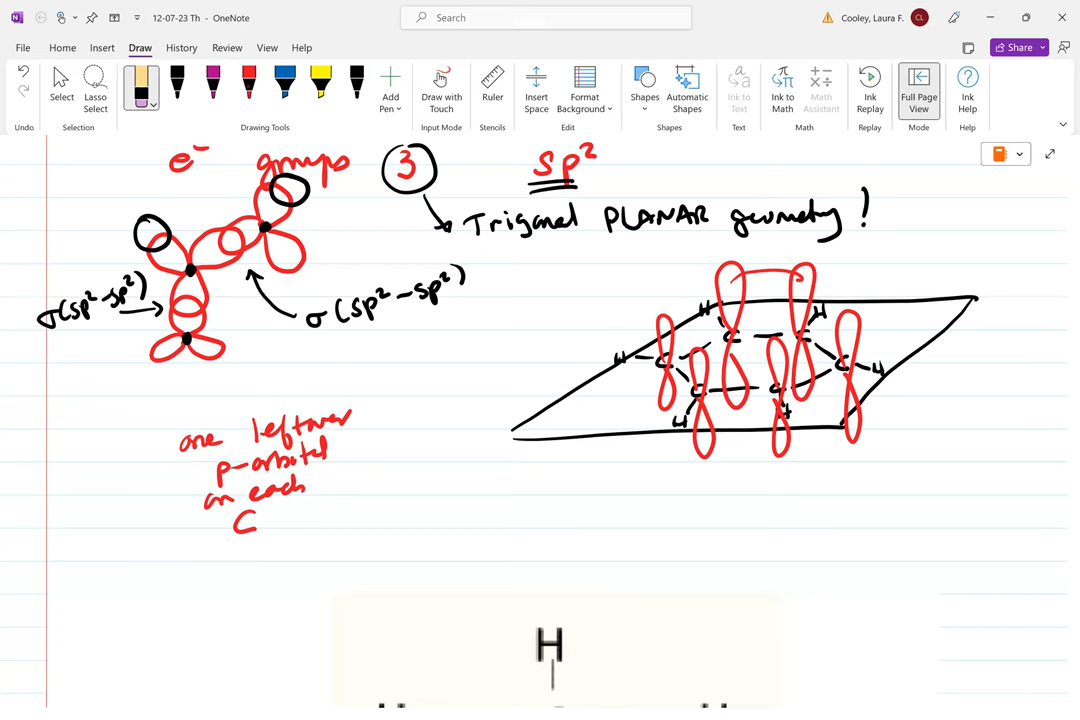 12-07-23 Th - OneNote
Search
Cooley, Laura F.
CL
File Home Insert Draw History Review View Help
Share
Select
Lasso Select
Add Pen
Draw with Touch
Ruler
Insert Space
Format Background
Shapes
Automatic Shapes
Ink to Text
Ink to Math
Math Assistant
Ink Replay
Full Page View
Ink Help
Undo Selection Drawing Tools Input Mode Stencils Edit Shapes Text Math Replay Mode Help
e⁻ groups 3 sp²
Trigonal PLANAR geometry!
σ(sp²-sp²)
σ(sp²-sp²)
H H
C C
H C C H
C C
H H
one leftover
p-orbital
on each
C
H